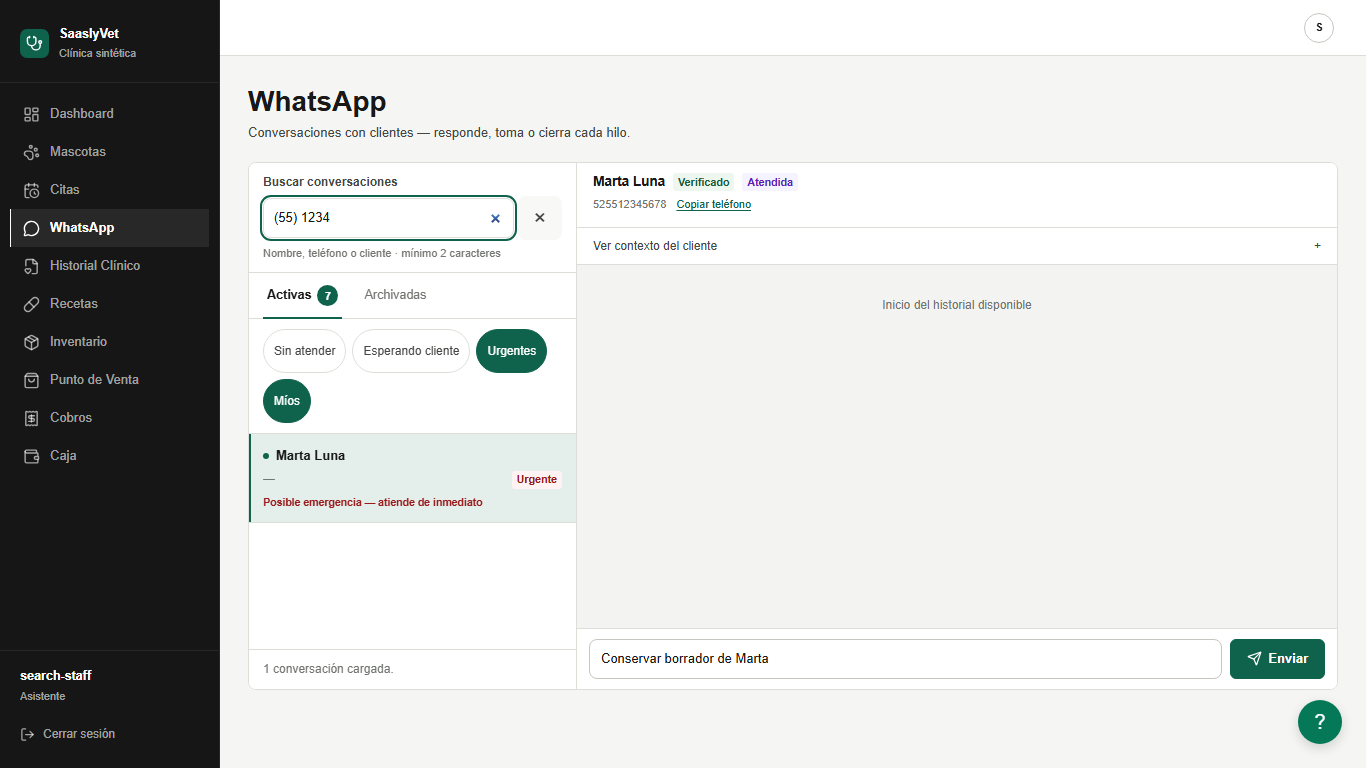 SaaslyVet
Clínica sintética
Dashboard
Mascotas
Citas
WhatsApp
Historial Clínico
Recetas
Inventario
Punto de Venta
Cobros
Caja
search-staff
Asistente
Cerrar sesión
S
WhatsApp
Conversaciones con clientes — responde, toma o cierra cada hilo.
Buscar conversaciones
(55) 1234
Nombre, teléfono o cliente · mínimo 2 caracteres
Activas 7 Archivadas
Sin atender Esperando cliente Urgentes
Míos
Marta Luna
— Urgente
Posible emergencia — atiende de inmediato
1 conversación cargada.
Marta Luna Verificado Atendida
525512345678 Copiar teléfono
Ver contexto del cliente +
Inicio del historial disponible
Conservar borrador de Marta Enviar
?